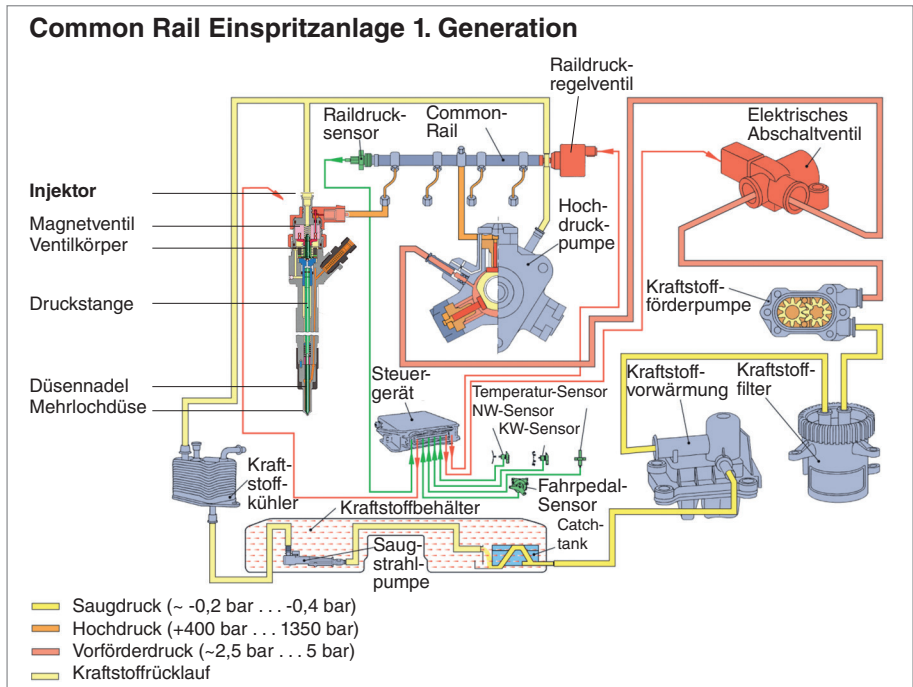 Common Rail Einspritzanlage 1. Generation
Raildruck-
regelventil
Raildruck-
sensor
Common-
Rail
Elektrisches
Abschaltventil
Injektor
Magnetventil
Ventilkörper
Hoch-
druck-
pumpe
Druckstange
Kraftstoff-
förderpumpe
Düsennadel
Mehrlochdüse
Steuer-
gerät
Temperatur-Sensor
NW-Sensor
KW-Sensor
Kraftstoff-
vorwärmung
Kraftstoff-
filter
Kraft-
stoff-
kühler
Fahrpedal-
Sensor
Kraftstoffbehälter
Catch-
tank
Saug-
strahl-
pumpe
Saugdruck (~ -0,2 bar . . . -0,4 bar)
Hochdruck (+400 bar . . . 1350 bar)
Vorförderdruck (~2,5 bar . . . 5 bar)
Kraftstoffrücklauf